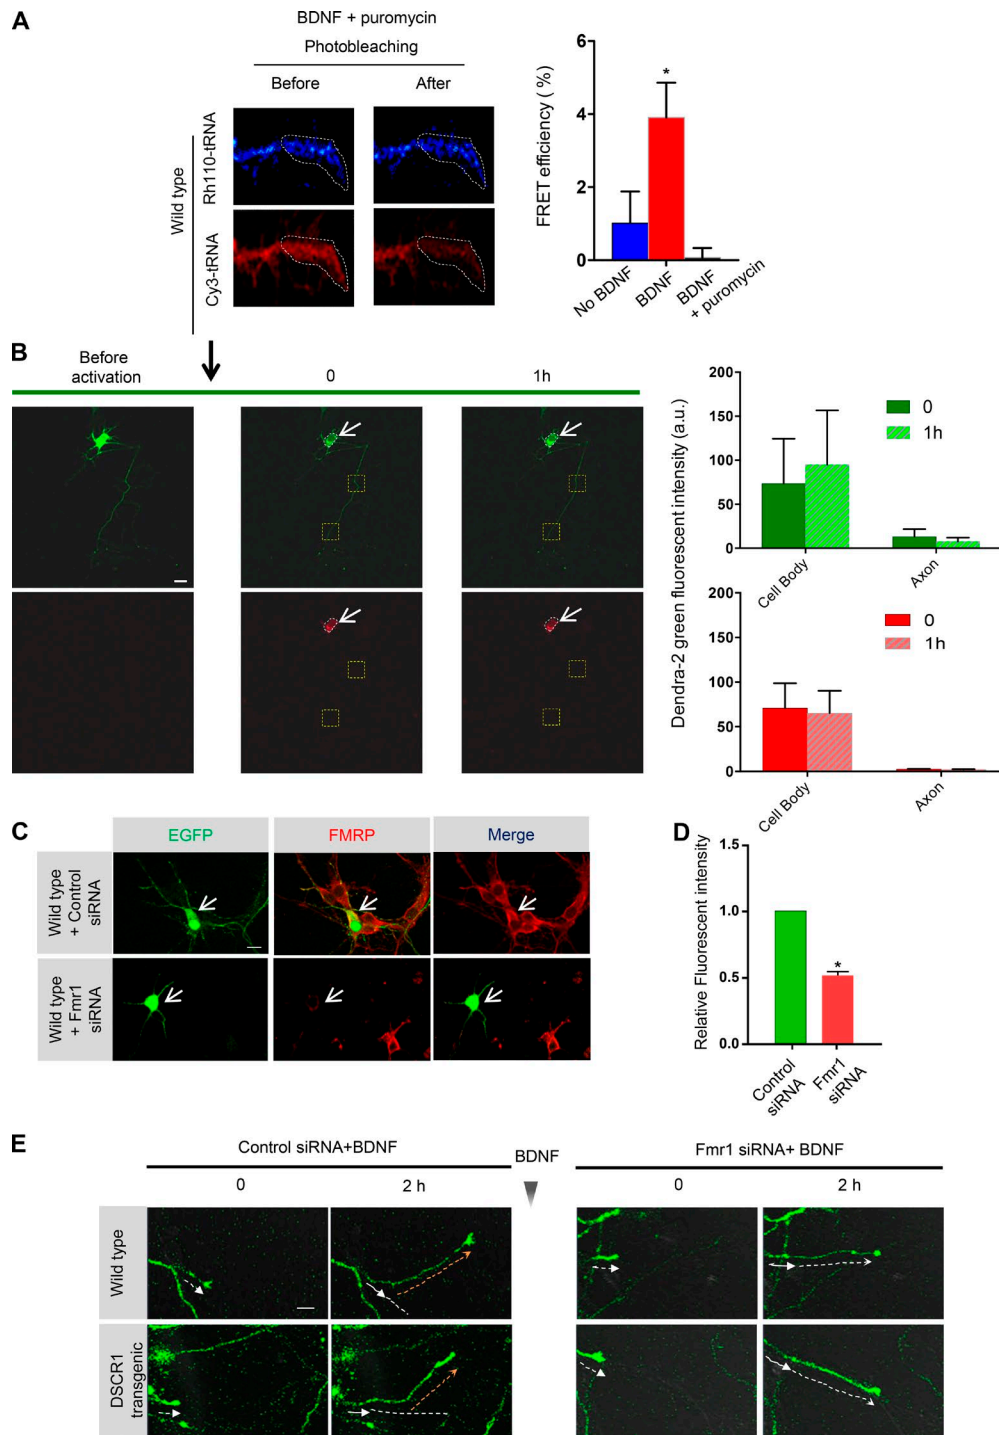 A
BDNF + puromycin
Photobleaching
Before
After
Wild type
Rh110-tRNA
Cy3-tRNA
FRET efficiency ( %)
6
4
2
0
*
No BDNF
BDNF
BDNF
+ puromycin
B
Before
activation
0
1h
Dendra-2 green fluorescent intensity (a.u.)
200
150
100
50
0
0
1h
Cell Body
Axon
200
150
100
50
0
0
1h
Cell Body
Axon
C
EGFP
FMRP
Merge
Wild type
+ Control
siRNA
Wild type
+ Fmr1
siRNA
D
Relative Fluorescent intensity
1.5
1.0
0.5
0.0
*
Control
siRNA
Fmr1
siRNA
E
Control siRNA+BDNF
BDNF
Fmr1 siRNA+ BDNF
0
2 h
0
2 h
Wild type
DSCR1
transgenic